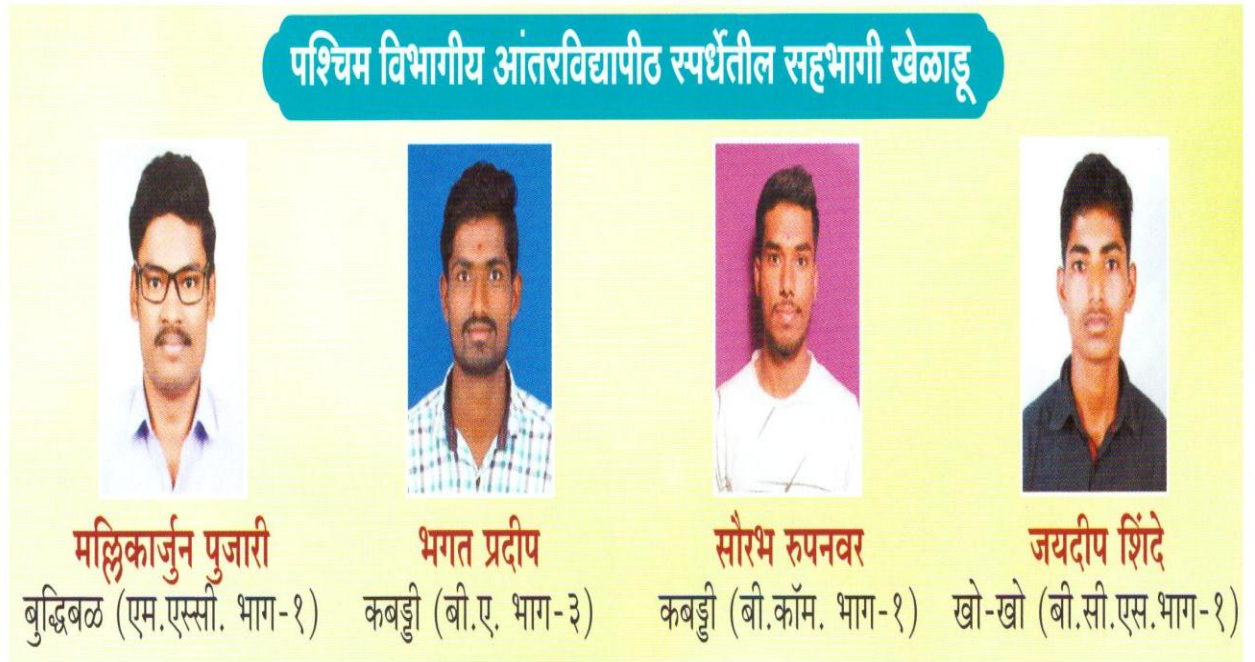 पश्चिम विभागीय आंतरविद्यापीठ स्पर्धेतील सहभागी खेळाडू
मल्लिकार्जुन पुजारी
बुद्धिबळ (एम.एस्सी. भाग-१)
भगत प्रदीप
कबड्डी (बी.ए. भाग-३)
सौरभ रुपनवर
कबड्डी (बी.कॉम. भाग-१)
जयदीप शिंदे
खो-खो (बी.सी.एस.भाग-१)